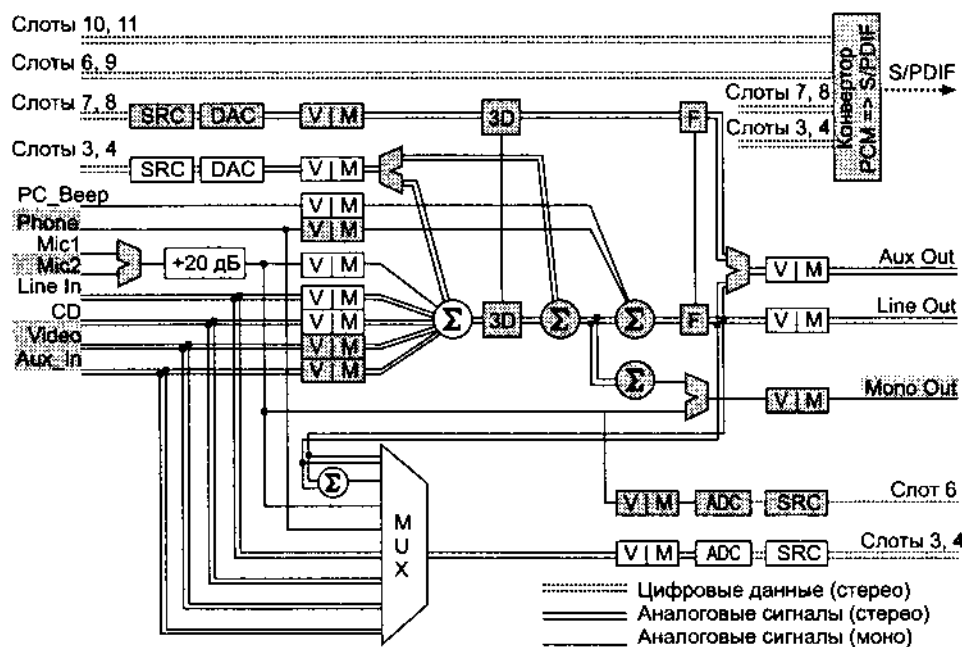 Слоты 10, 11
Слоты 6, 9
Слоты 7, 8
SRC DAC V M 3D F
Слоты 7, 8
Слоты 3, 4
Конвертор
PCM => S/PDIF
S/PDIF
Слоты 3, 4
SRC DAC V M
PC_Beep
V M
Phone
V M
Mic1
Mic2
+20 дБ V M
Line In
V M
CD
V M
Video
V M
Aux_In
V M
Σ 3D Σ Σ F
V M Aux Out
V M Line Out
Σ V M Mono Out
Σ
MUX
V M ADC SRC Слот 6
V M ADC SRC Слоты 3, 4
Цифровые данные (стерео)
Аналоговые сигналы (стерео)
Аналоговые сигналы (моно)